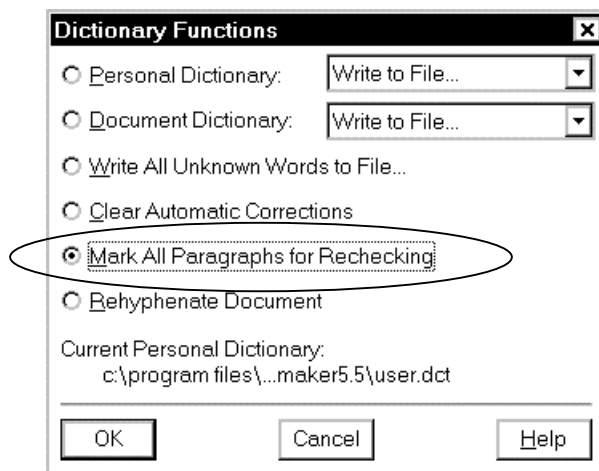 Dictionary Functions
Personal Dictionary: Write to File...
Document Dictionary: Write to File...
Write All Unknown Words to File...
Clear Automatic Corrections
Mark All Paragraphs for Rechecking
Rehyphenate Document
Current Personal Dictionary:
c:\program files\...maker5.5\user.dct
OK Cancel Help